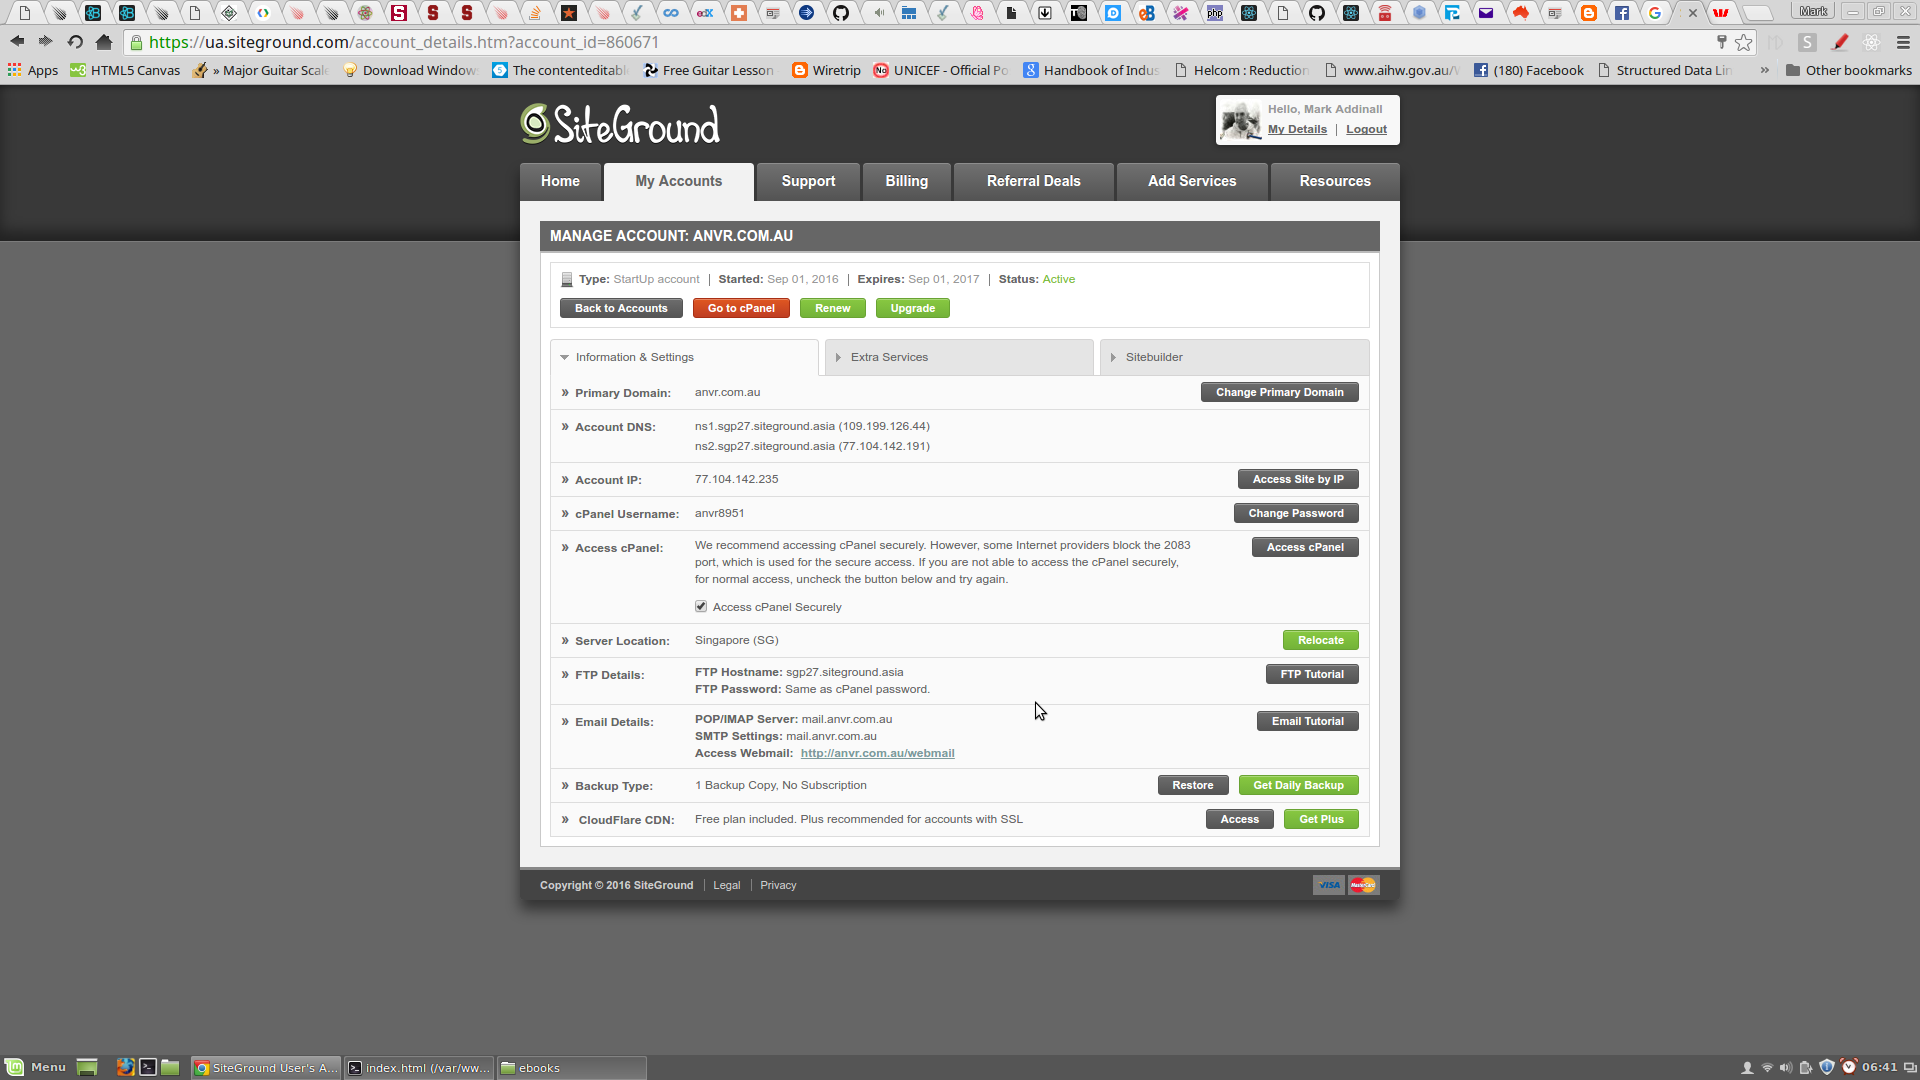 Mark
https://ua.siteground.com/account_details.htm?account_id=860671
Apps
HTML5 Canvas
» Major Guitar Scale
Download Window
The contenteditabl
Free Guitar Lesson
Wiretrip
UNICEF - Official Po
Handbook of Indus
Helcom : Reduction
www.aihw.gov.au/
(180) Facebook
Structured Data Lin
»
Other bookmarks
SiteGround
Hello, Mark Addinall
My Details | Logout
Home
My Accounts
Support
Billing
Referral Deals
Add Services
Resources
MANAGE ACCOUNT: ANVR.COM.AU
Type: StartUp account | Started: Sep 01, 2016 | Expires: Sep 01, 2017 | Status: Active
Back to Accounts
Go to cPanel
Renew
Upgrade
Information & Settings
Extra Services
Sitebuilder
» Primary Domain: anvr.com.au
Change Primary Domain
» Account DNS: ns1.sgp27.siteground.asia (109.199.126.44)
ns2.sgp27.siteground.asia (77.104.142.191)
» Account IP: 77.104.142.235
Access Site by IP
» cPanel Username: anvr8951
Change Password
» Access cPanel: We recommend accessing cPanel securely. However, some Internet providers block the 2083
port, which is used for the secure access. If you are not able to access the cPanel securely,
for normal access, uncheck the button below and try again.
Access cPanel
Access cPanel Securely
» Server Location: Singapore (SG)
Relocate
» FTP Details: FTP Hostname: sgp27.siteground.asia
FTP Password: Same as cPanel password.
FTP Tutorial
» Email Details: POP/IMAP Server: mail.anvr.com.au
SMTP Settings: mail.anvr.com.au
Access Webmail: http://anvr.com.au/webmail
Email Tutorial
» Backup Type: 1 Backup Copy, No Subscription
Restore
Get Daily Backup
» CloudFlare CDN: Free plan included. Plus recommended for accounts with SSL
Access
Get Plus
Copyright © 2016 SiteGround | Legal | Privacy
VISA
MasterCard
Menu
SiteGround User's A...
index.html (/var/ww...
ebooks
06:41